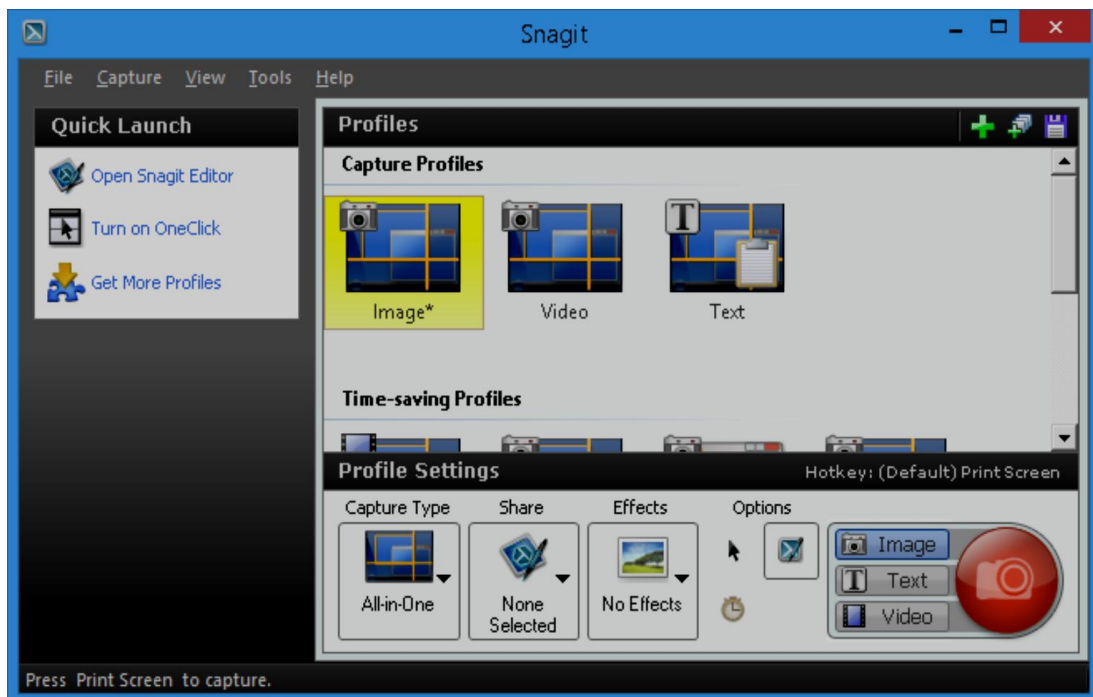 Snagit
File Capture View Tools Help
Quick Launch
Open Snagit Editor
Turn on OneClick
Get More Profiles
Profiles
Capture Profiles
Image*
Video
Text
Time-saving Profiles
Profile Settings
Hotkey: (Default) Print Screen
Capture Type
Share
Effects
Options
All-in-One
None
Selected
No Effects
Image
Text
Video
Press Print Screen to capture.